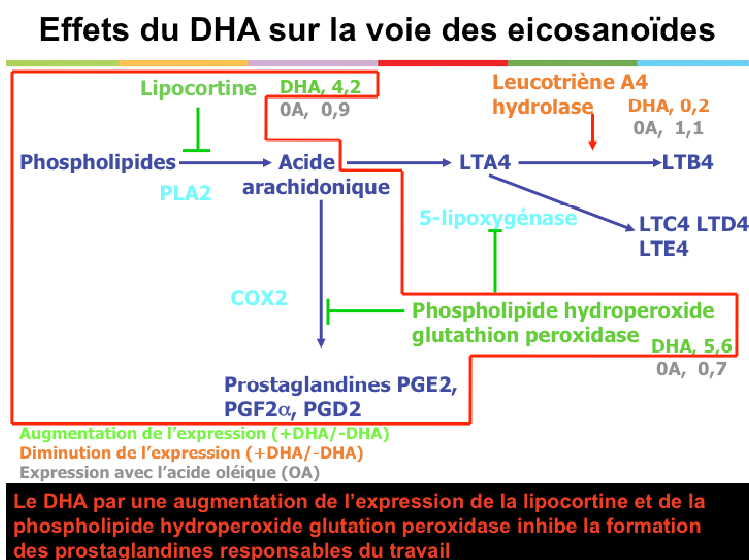 Effets du DHA sur la voie des eicosanoïdes
Lipocortine
DHA, 4,2
0A, 0,9
Leucotriène A4
hydrolase
DHA, 0,2
0A, 1,1
Phospholipides
Acide
arachidonique
LTA4
LTB4
PLA2
5-lipoxygénase
LTC4 LTD4
LTE4
COX2
Phospholipide hydroperoxide
glutathion peroxidase
DHA, 5,6
0A, 0,7
Prostaglandines PGE2,
PGF2α, PGD2
Augmentation de l'expression (+DHA/-DHA)
Diminution de l'expression (+DHA/-DHA)
Expression avec l'acide oléique (OA)
Le DHA par une augmentation de l'expression de la lipocortine et de la
phospholipide hydroperoxide glutation peroxidase inhibe la formation
des prostaglandines responsables du travail